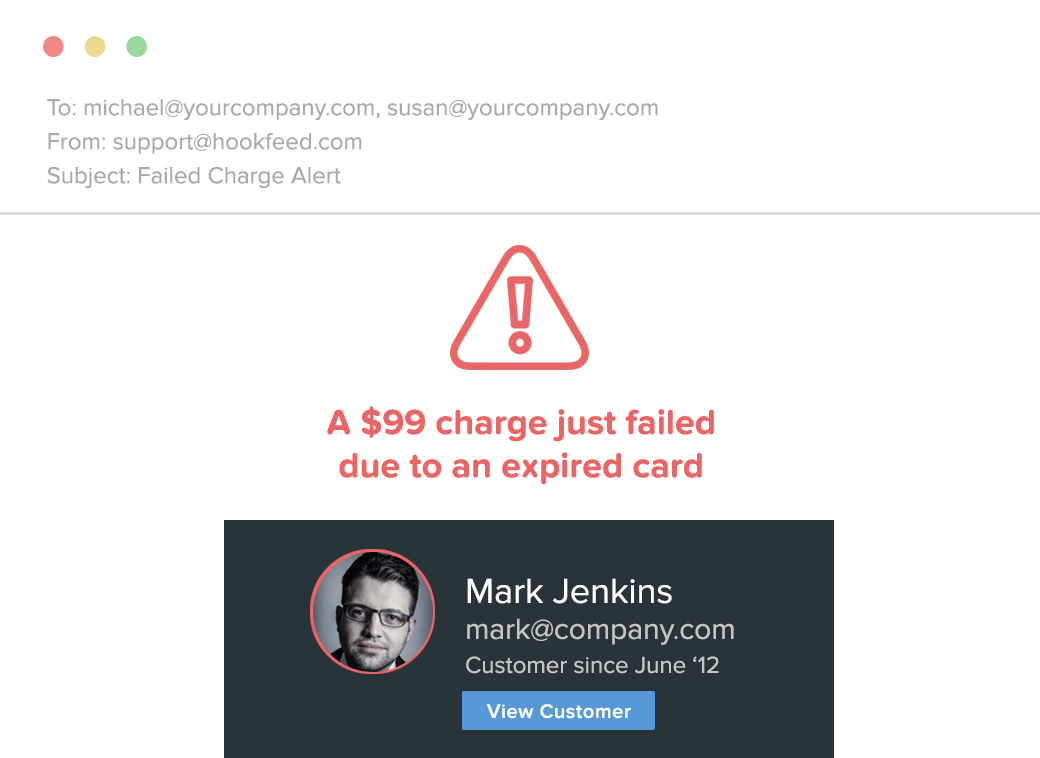 To: michael@yourcompany.com, susan@yourcompany.com
From: support@hookfeed.com
Subject: Failed Charge Alert
A $99 charge just failed
due to an expired card
Mark Jenkins
mark@company.com
Customer since June ‘12
View Customer